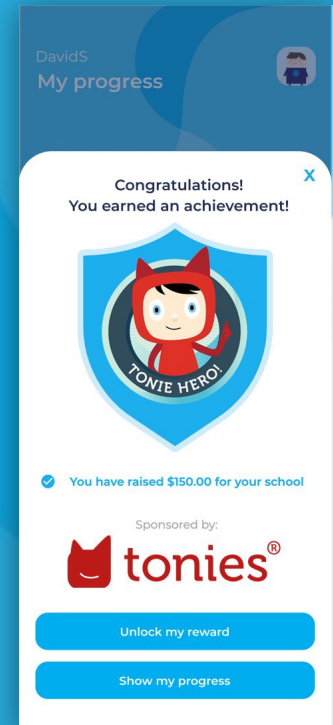 DavidS
My progress
X
Congratulations!
You earned an achievement!
TONIE HERO!
You have raised $150.00 for your school
Sponsored by:
tonies®
Unlock my reward
Show my progress